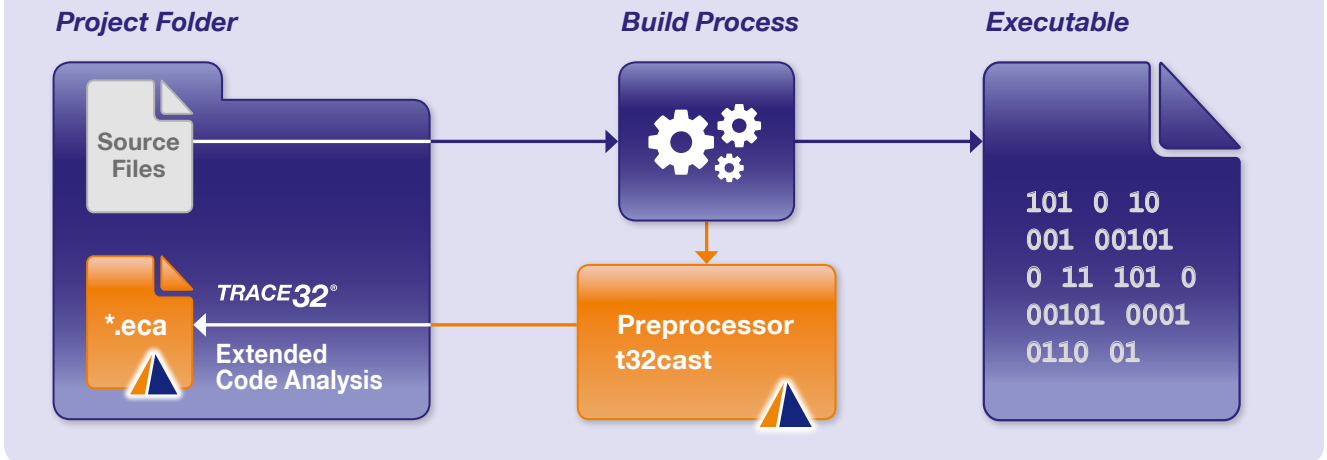 Project Folder
Build Process
Executable
Source
Files
*.eca
TRACE32®
Extended
Code Analysis
Preprocessor
t32cast
101 0 10
001 00101
0 11 101 0
00101 0001
0110 01